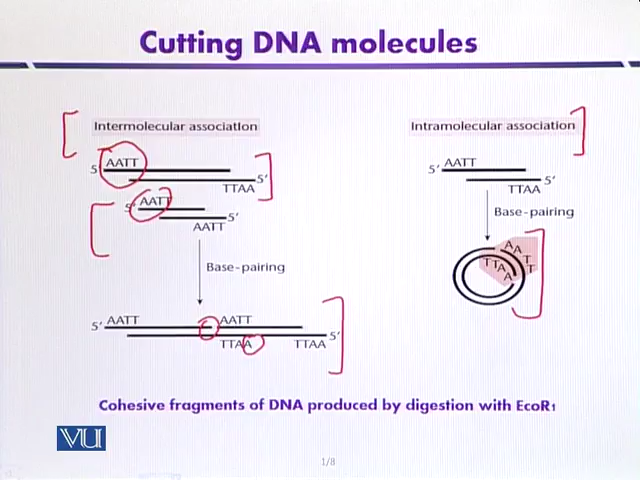 Cutting DNA molecules
Intermolecular association
5' AATT
TTAA 5'
5' AATT
AATT 5'
Base-pairing
5' AATT AATT
TTAA TTAA 5'
Intramolecular association
5' AATT
TTAA 5'
Base-pairing
AATT
TTAA
Cohesive fragments of DNA produced by digestion with EcoR1
VU
1/8